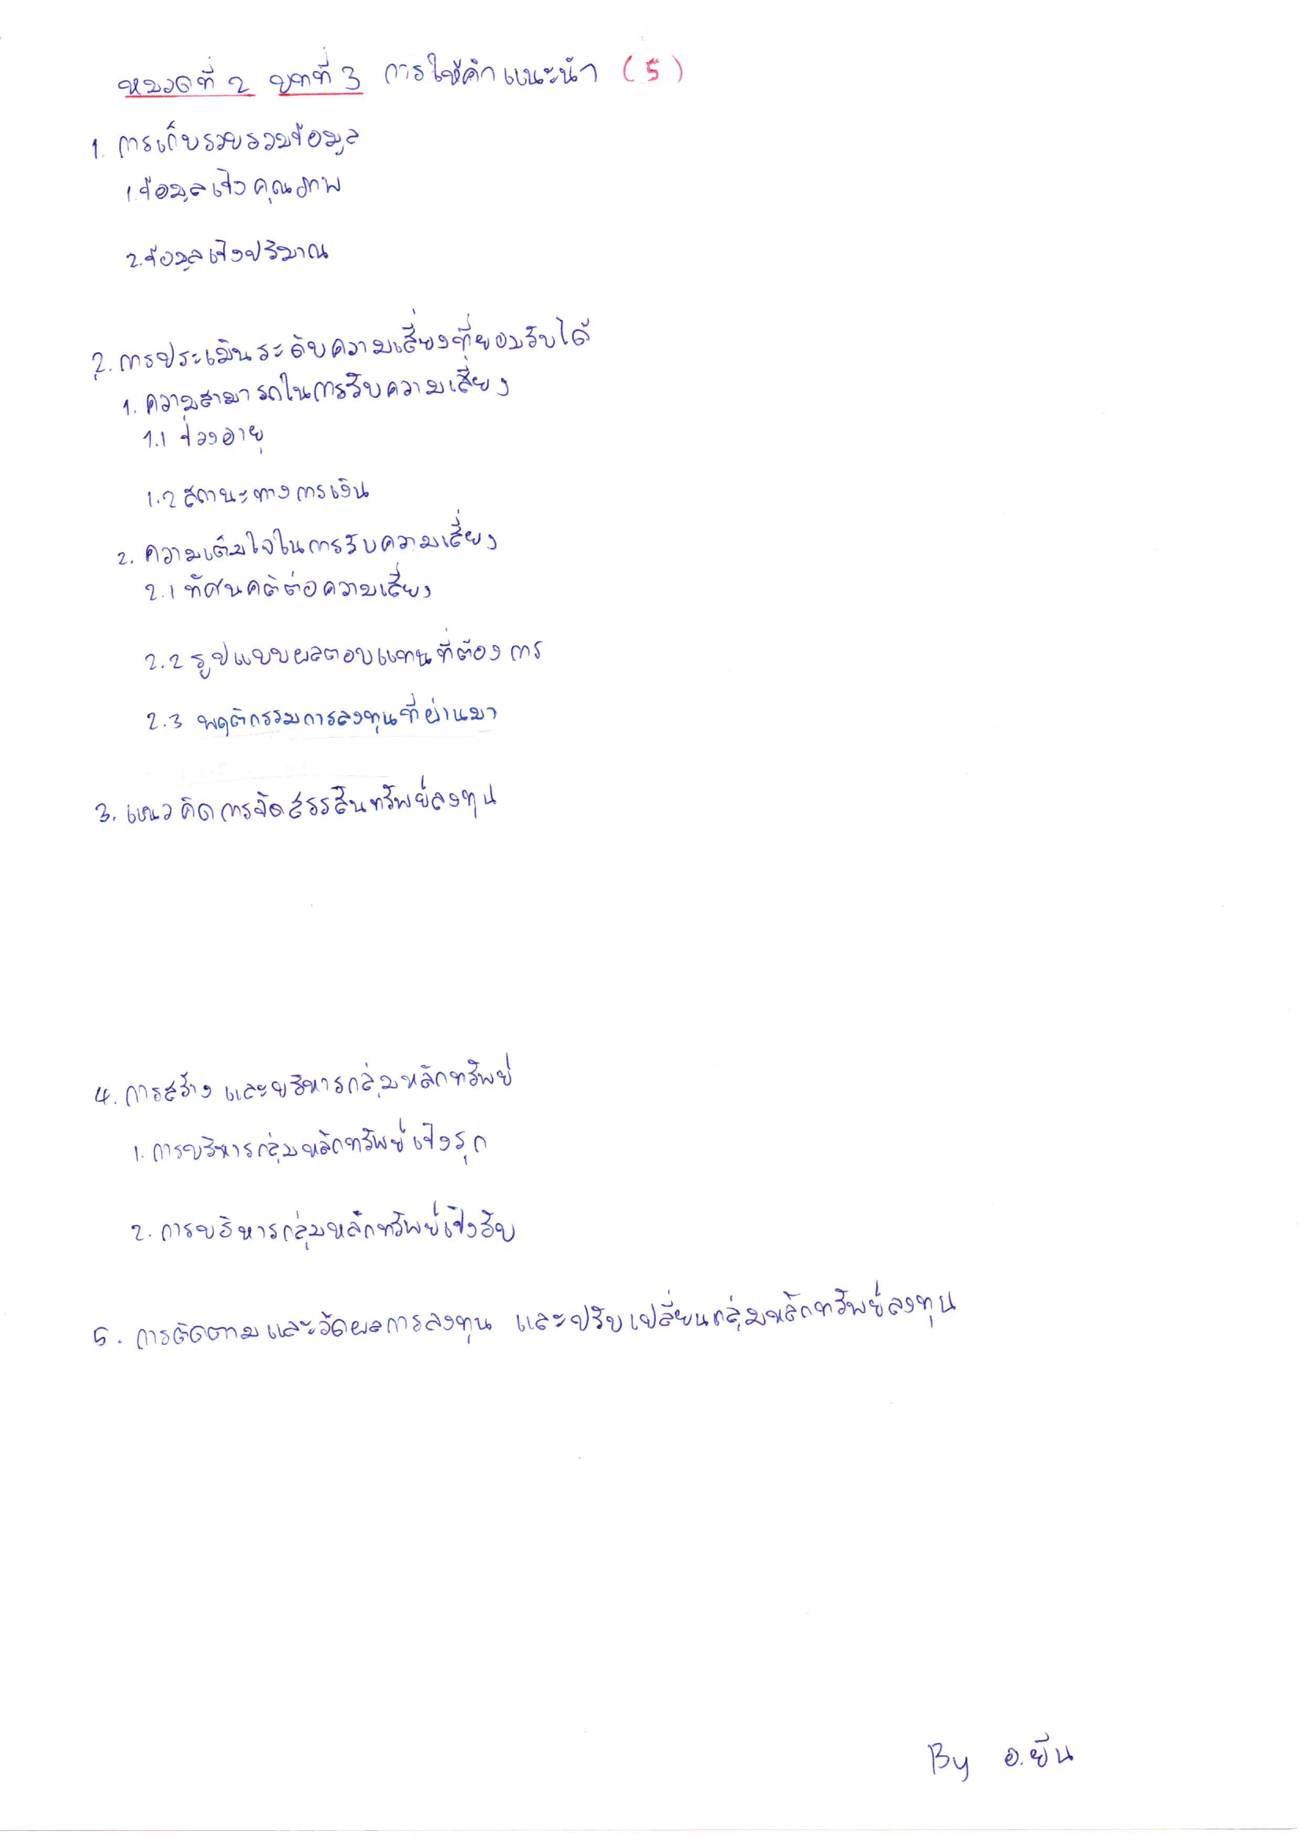 หมวดที่ 2 บทที่ 3 การให้คำแนะนำ (5)
1. การเก็บรวบรวมข้อมูล
1.ข้อมูลเชิงคุณภาพ
2.ข้อมูลเชิงปริมาณ
2. การประเมินระดับความเสี่ยงที่ยอมรับได้
1. ความสามารถในการรับความเสี่ยง
1.1 ช่วงอายุ
1.2 สถานะทางการเงิน
2. ความเต็มใจในการรับความเสี่ยง
2.1 ทัศนคติต่อความเสี่ยง
2.2 รูปแบบผลตอบแทนที่ต้องการ
2.3 พฤติกรรมการลงทุนที่ผ่านมา
3. แนวคิดการจัดสรรสินทรัพย์ลงทุน
4. การสร้าง และบริหารกลุ่มหลักทรัพย์
1. การบริหารกลุ่มหลักทรัพย์เชิงรุก
2. การบริหารกลุ่มหลักทรัพย์เชิงรับ
5. การติดตามและวัดผลการลงทุน และปรับเปลี่ยนกลุ่มหลักทรัพย์ลงทุน
By อ.ยีน